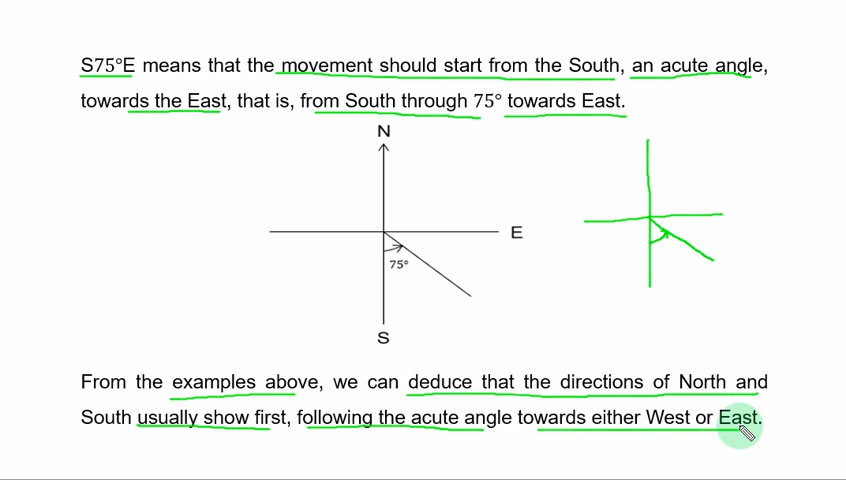 S75°E means that the movement should start from the South, an acute angle,
towards the East, that is, from South through 75° towards East.
N
E
75°
S
From the examples above, we can deduce that the directions of North and
South usually show first, following the acute angle towards either West or East.